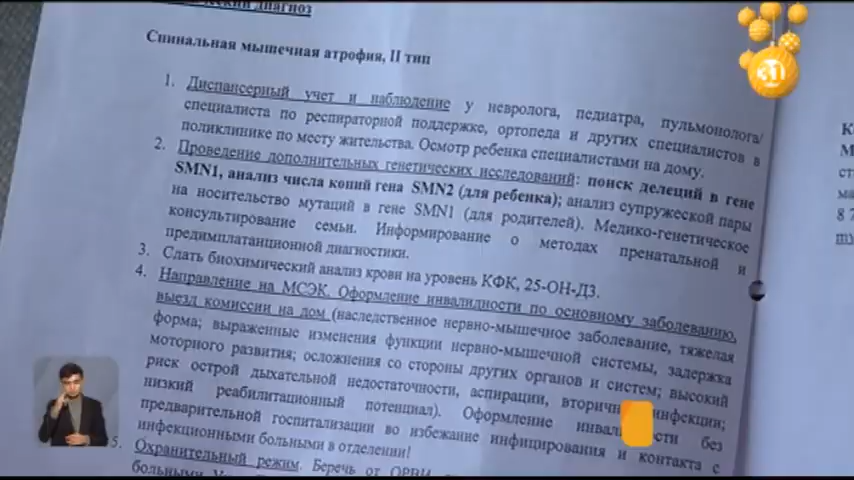 диагноз
Спинальная мышечная атрофия, II тип
1. Диспансерный учет и наблюдение у невролога, педиатра, пульмонолога/
специалиста по респираторной поддержке, ортопеда и других специалистов в
поликлинике по месту жительства. Осмотр ребенка специалистами на дому.
2. Проведение дополнительных генетических исследований: поиск делеций в гене
SMN1, анализ числа копий гена SMN2 (для ребенка); анализ супружеской пары
на носительство мутаций в гене SMN1 (для родителей). Медико-генетическое
консультирование семьи. Информирование о методах пренатальной и
предимплатанционной диагностики.
3. Сдать биохимический анализ крови на уровень КФК, 25-ОН-Д3.
4. Направление на МСЭК. Оформление инвалидности по основному заболеванию,
выезд комиссии на дом (наследственное нервно-мышечное заболевание, тяжелая
форма; выраженные изменения функции нервно-мышечной системы, задержка
моторного развития; осложнения со стороны других органов и систем; высокий
риск острой дыхательной недостаточности, аспирации, инфекции;
низкий реабилитационный потенциал). Оформление без
предварительной госпитализации во избежание инфицирования и контакта с
инфекционными больными в отделении!
5. Охранительный режим. Беречь от ОРВИ
больными